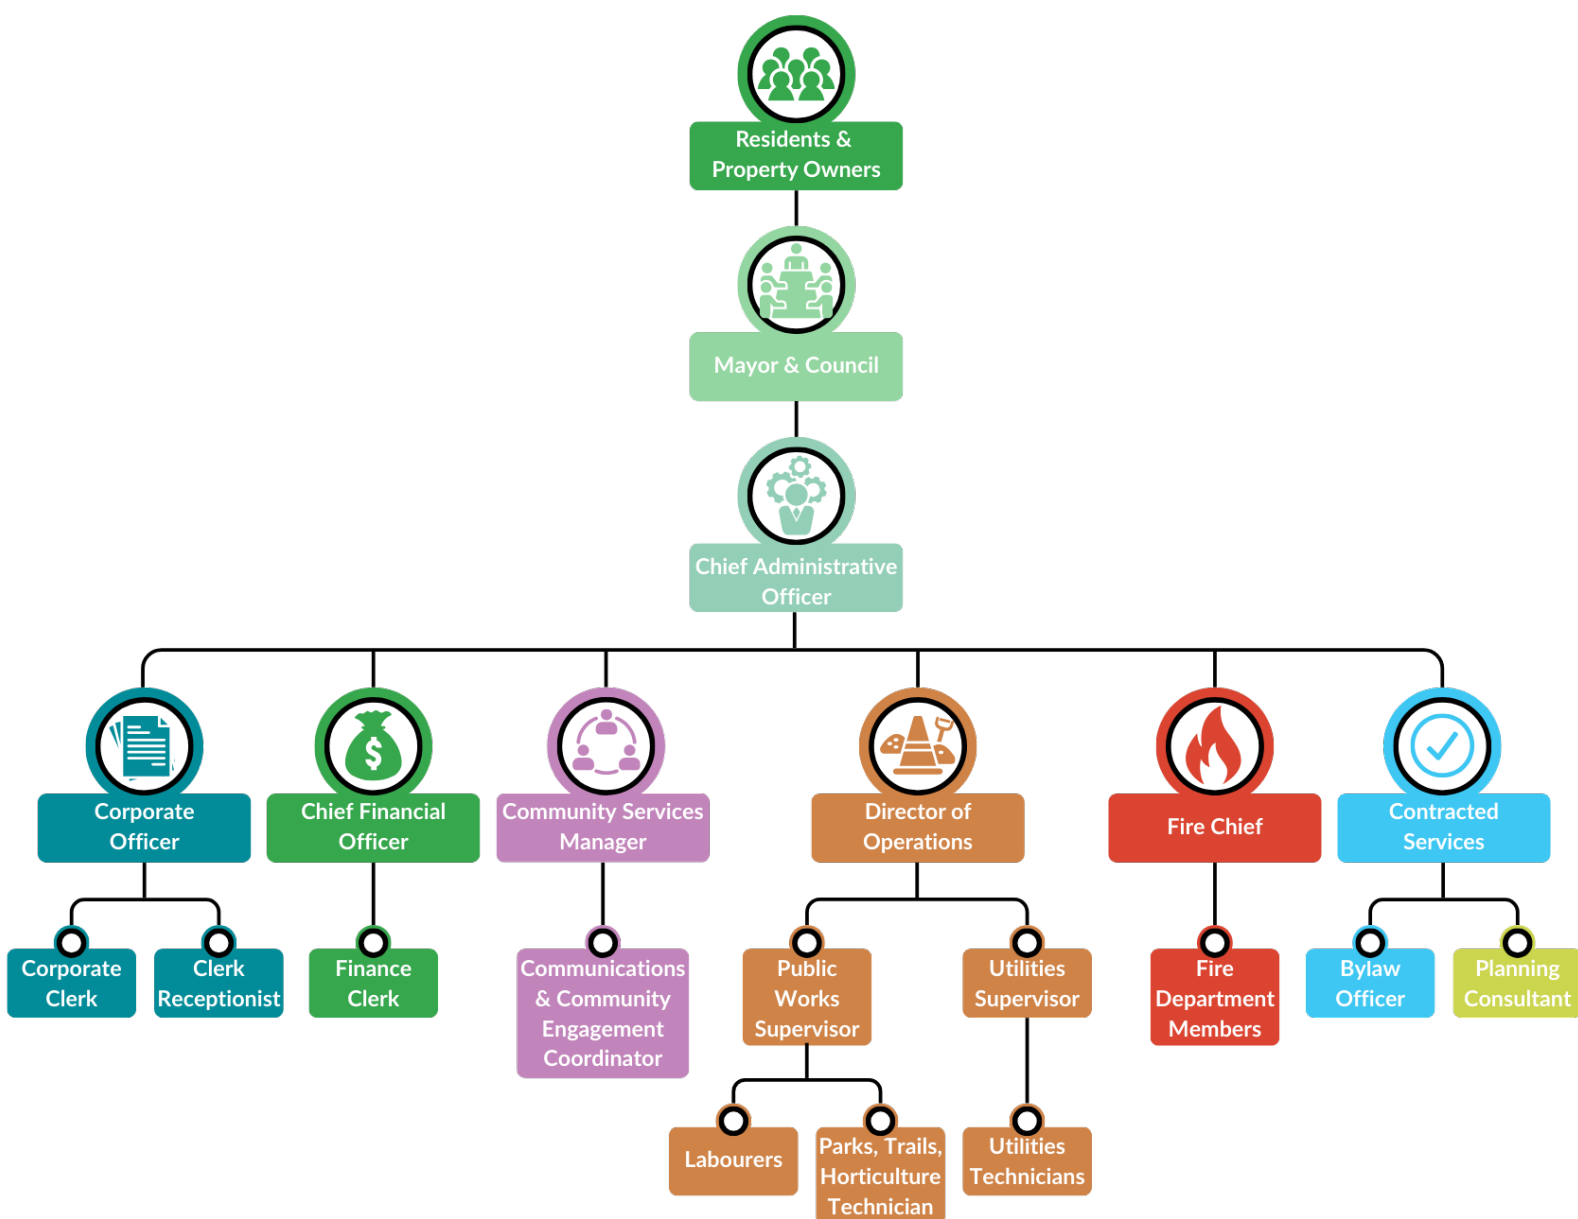 Residents &
Property Owners
Mayor & Council
Chief Administrative
Officer
Corporate
Officer
Chief Financial
Officer
$
Community Services
Manager
Director of
Operations
Fire Chief
Contracted
Services
Corporate
Clerk
Clerk
Receptionist
Finance
Clerk
Communications
& Community
Engagement
Coordinator
Public
Works
Supervisor
Utilities
Supervisor
Fire
Department
Members
Bylaw
Officer
Planning
Consultant
Labourers
Parks, Trails,
Horticulture
Technician
Utilities
Technicians